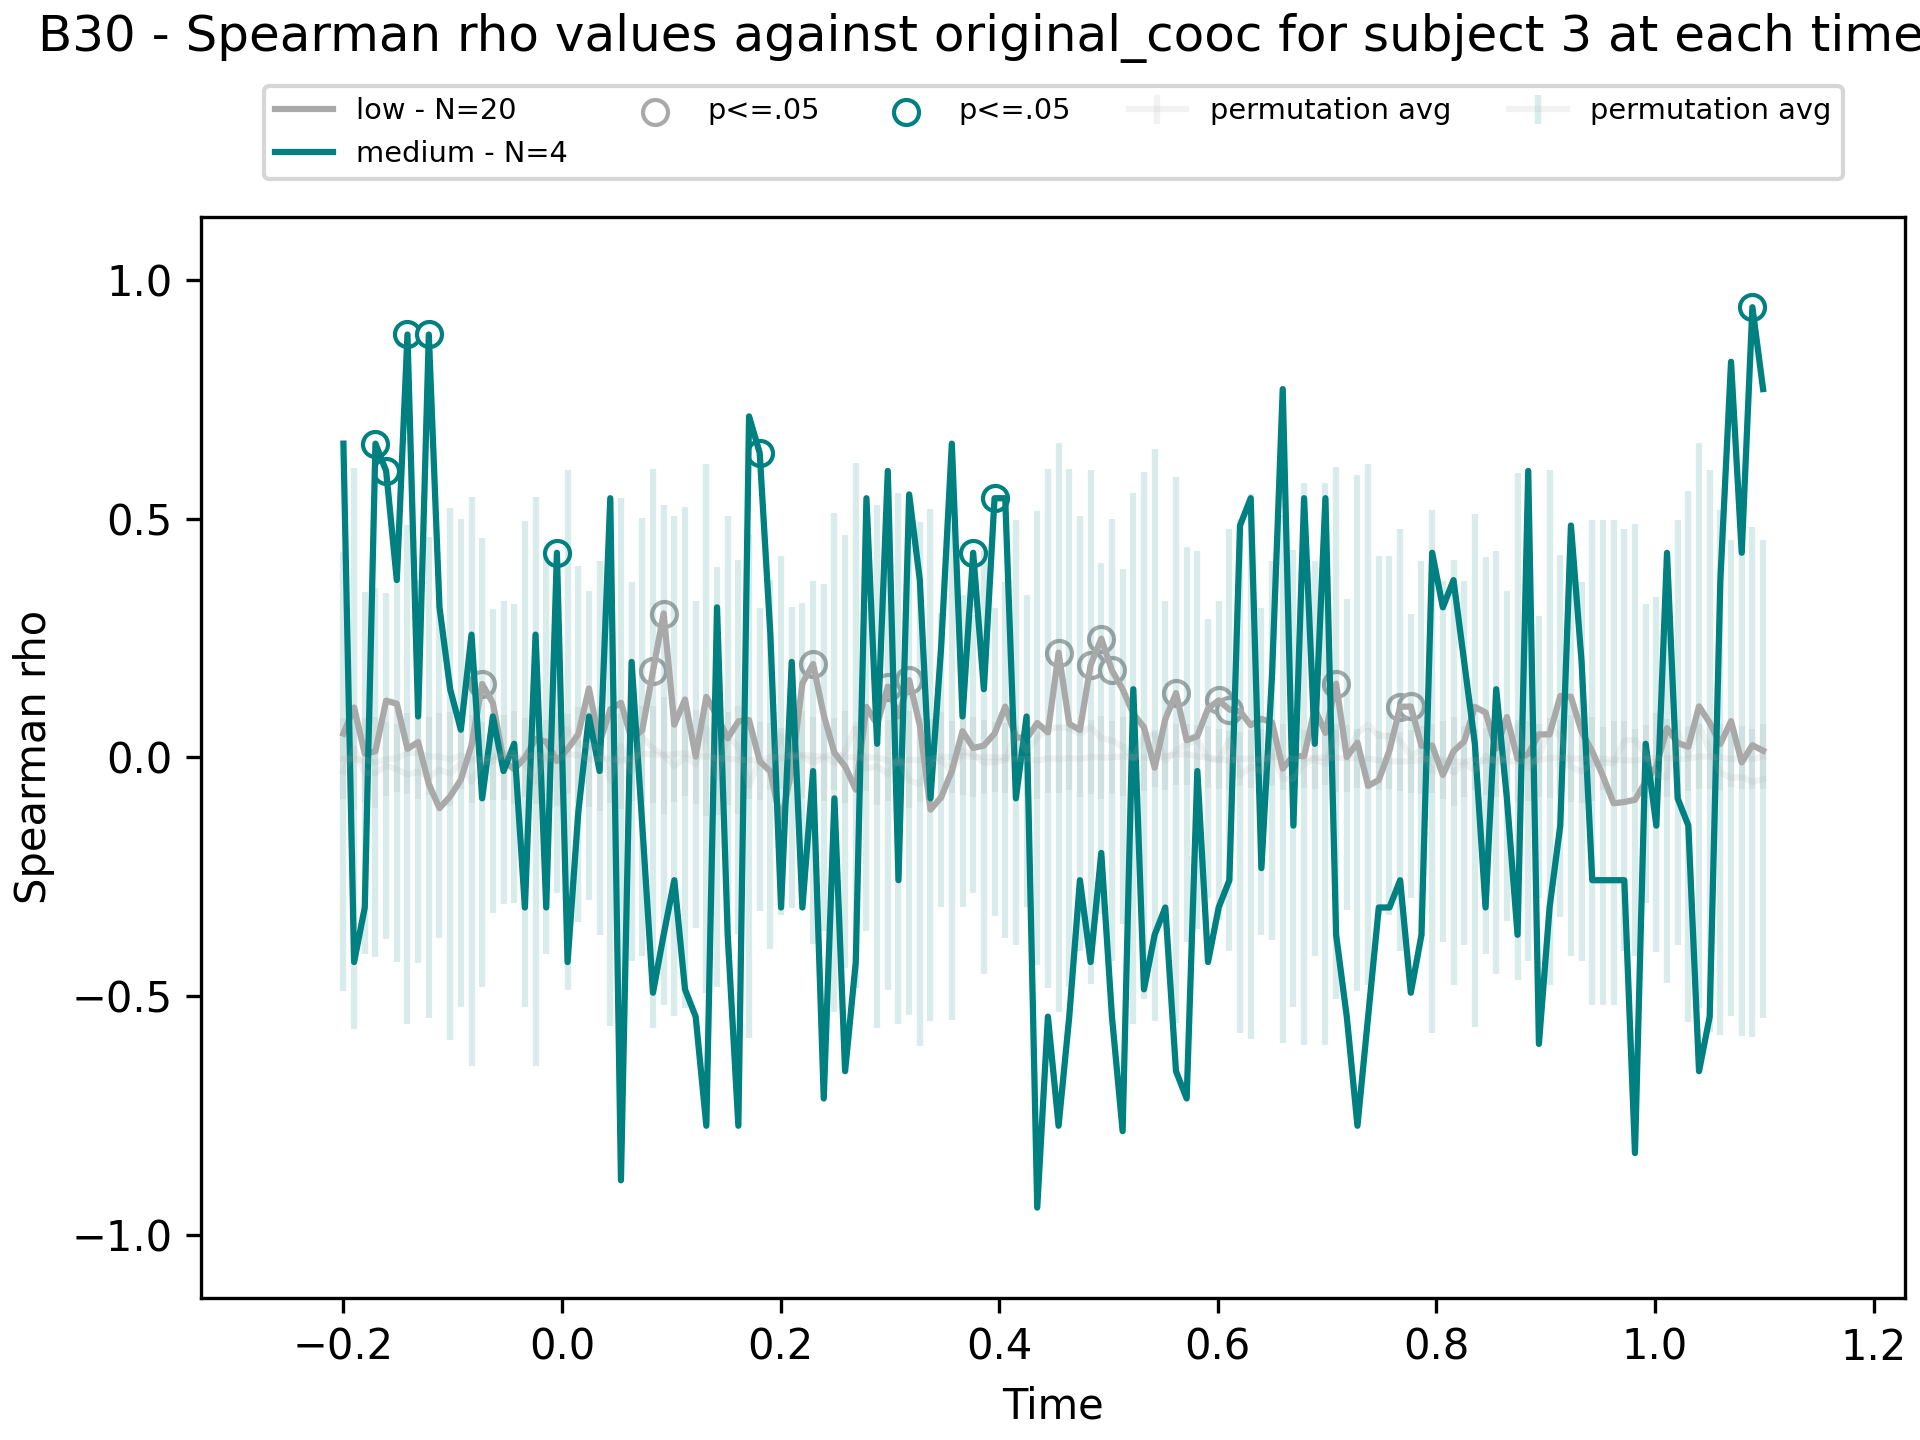 B30 - Spearman rho values against original_cooc for subject 3 at each time
low - N=20
medium - N=4
p<=.05
p<=.05
permutation avg
permutation avg
Spearman rho
1.0
0.5
0.0
−0.5
−1.0
−0.2
0.0
0.2
0.4
0.6
0.8
1.0
1.2
Time